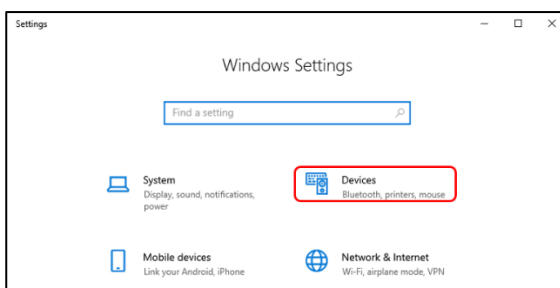 Settings
Windows Settings
Find a setting
System
Display, sound, notifications,
power
Devices
Bluetooth, printers, mouse
Mobile devices
Link your Android, iPhone
Network & Internet
Wi-Fi, airplane mode, VPN